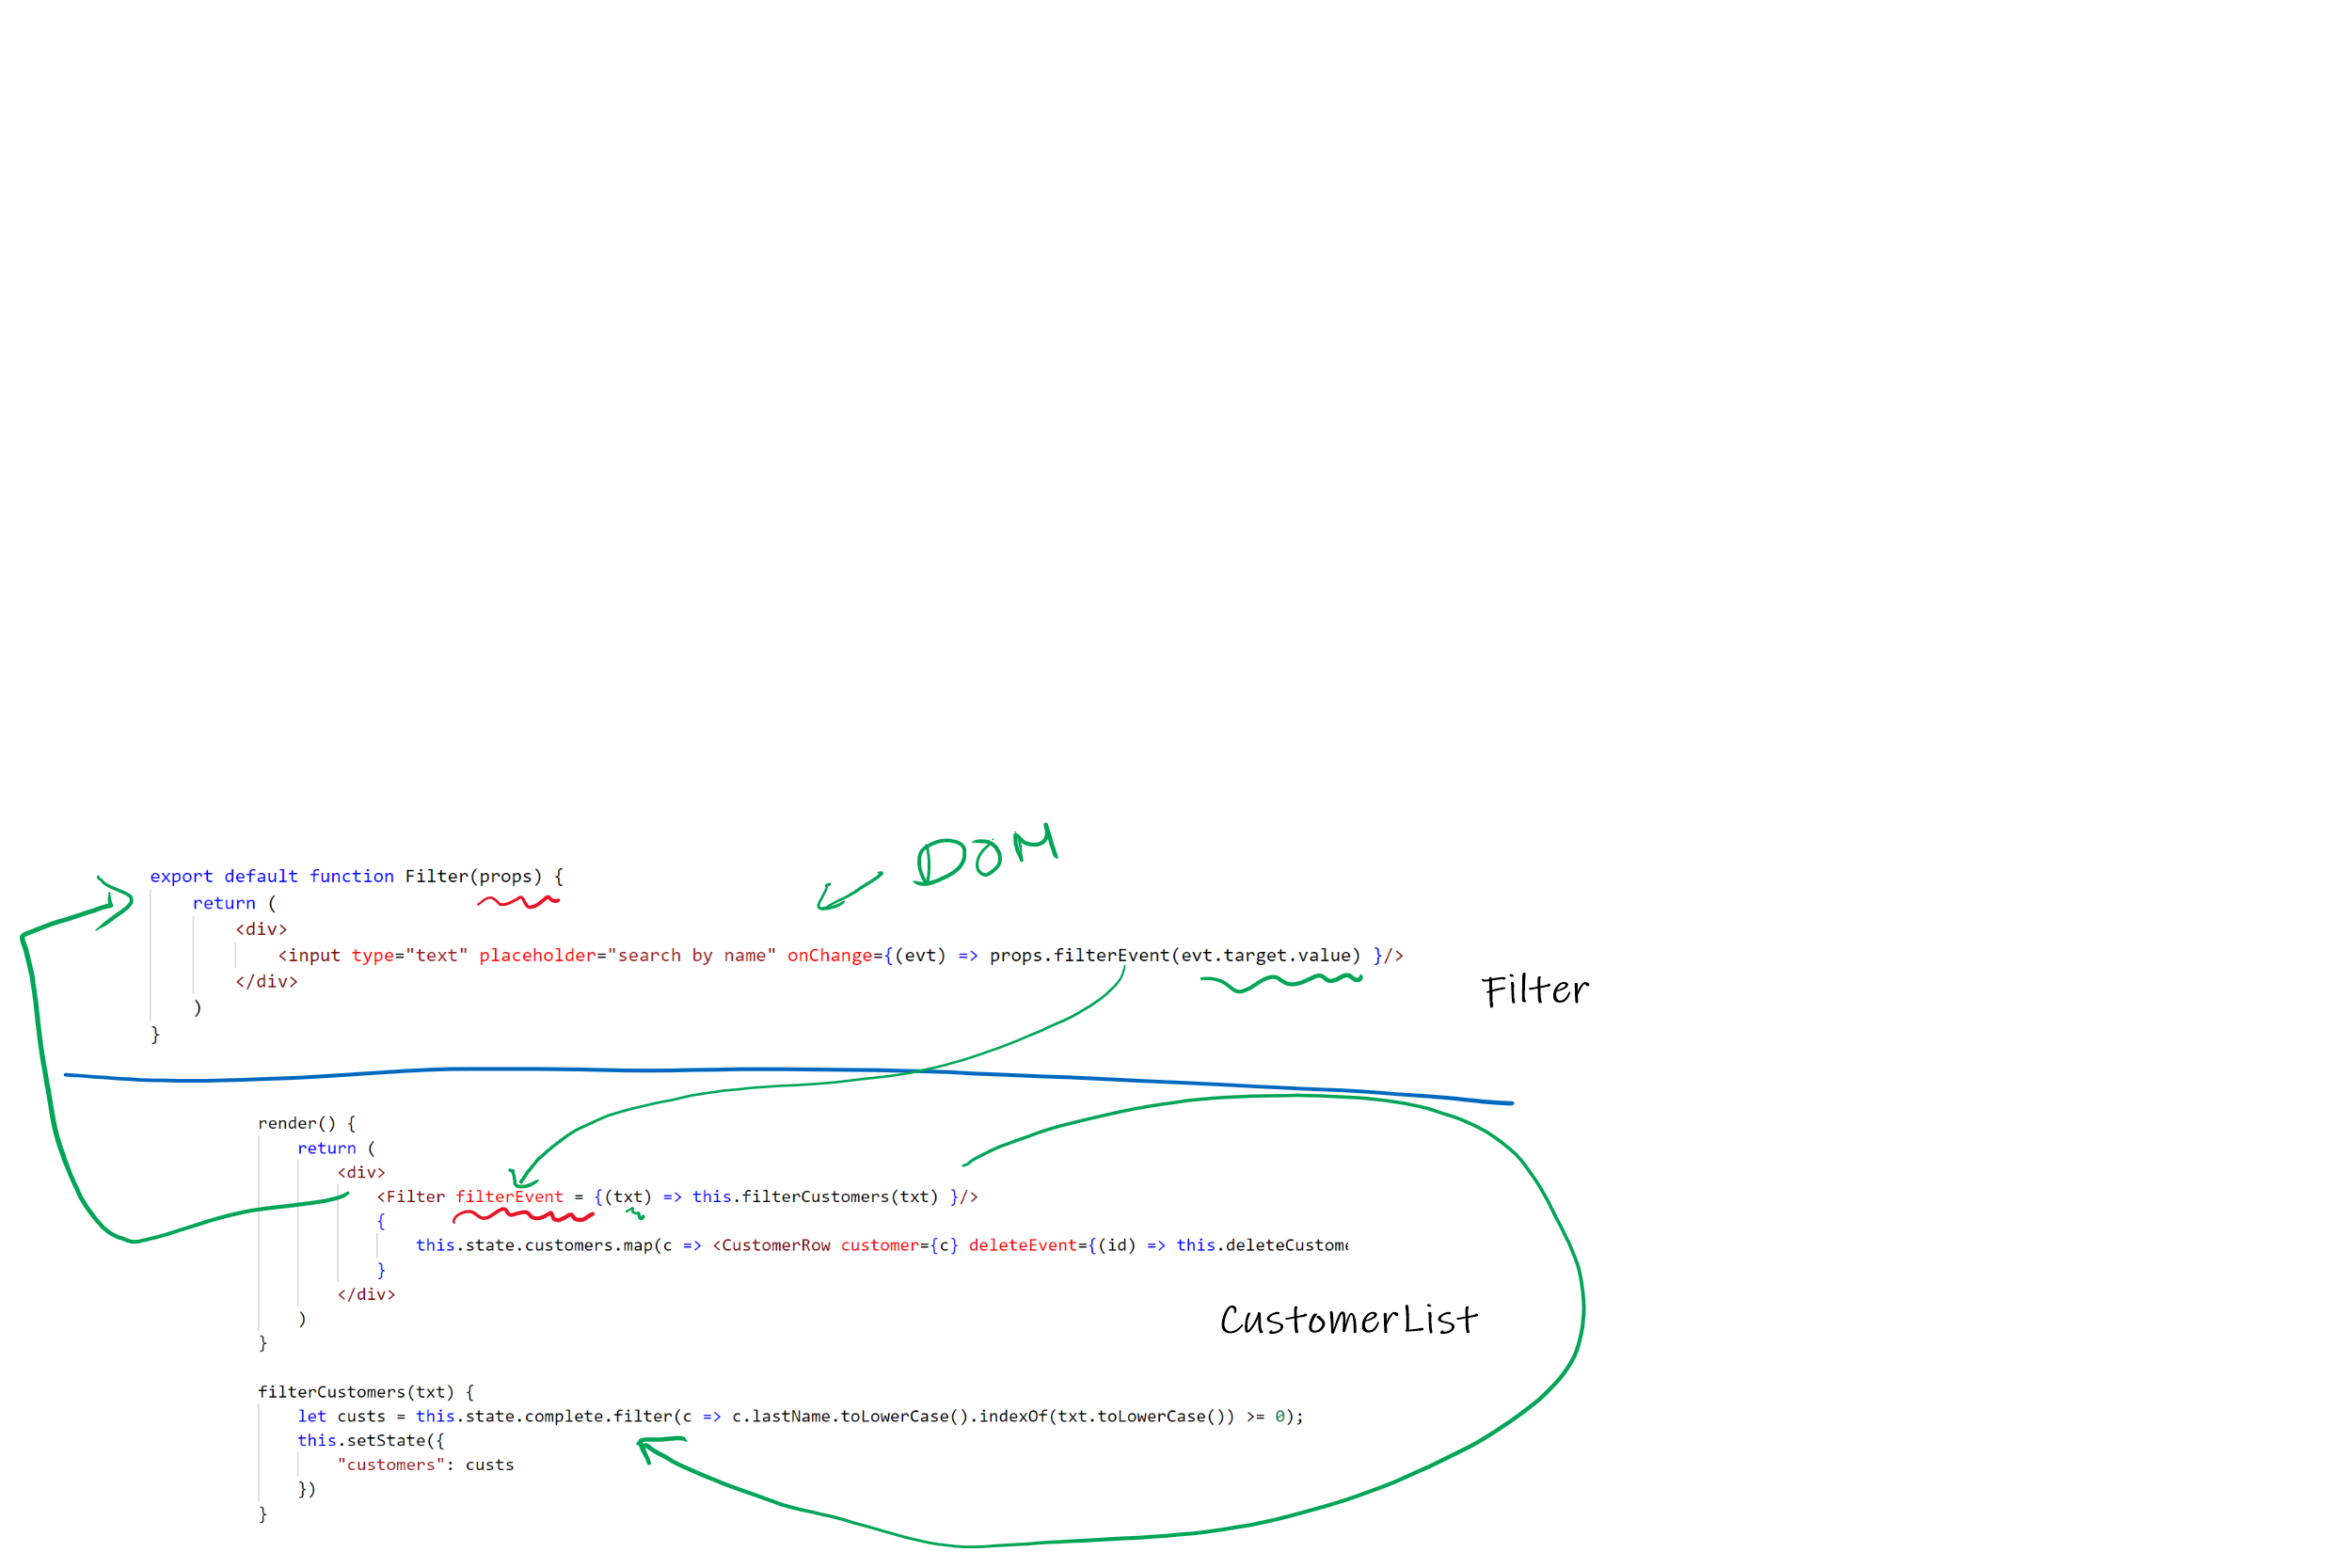 DOM
export default function Filter(props) {
return (
<div>
<input type="text" placeholder="search by name" onChange={(evt) => props.filterEvent(evt.target.value) }/>
</div>
)
}
Filter
render() {
return (
<div>
<Filter filterEvent = {(txt) => this.filterCustomers(txt) }/>
{
this.state.customers.map(c => <CustomerRow customer={c} deleteEvent={(id) => this.deleteCustome
}
</div>
)
}
CustomerList
filterCustomers(txt) {
let custs = this.state.complete.filter(c => c.lastName.toLowerCase().indexOf(txt.toLowerCase()) >= 0);
this.setState({
"customers": custs
})
}